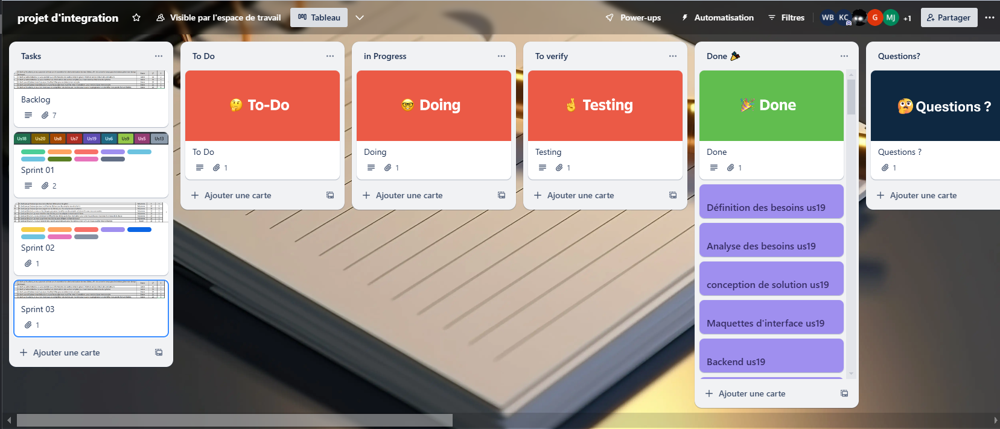 projet d'integration
Visible par l'espace de travail
Tableau
Power-ups
Automatisation
Filtres
WB
KC
G
MJ
+1
Partager
Tasks
Backlog
7
Us18 Us20 Us8 Us7 Us19 Us6 Us9 Us5 Us13
Sprint 01
2
Sprint 02
1
Sprint 03
1
Ajouter une carte
To Do
To-Do
To Do
1
Ajouter une carte
in Progress
Doing
Doing
1
Ajouter une carte
To verify
Testing
Testing
1
Ajouter une carte
Done
Done
Done
1
Définition des besoins us19
Analyse des besoins us19
conception de solution us19
Maquettes d'interface us19
Backend us19
Ajouter une carte
Questions?
Questions ?
Questions ?
1
Ajouter une carte